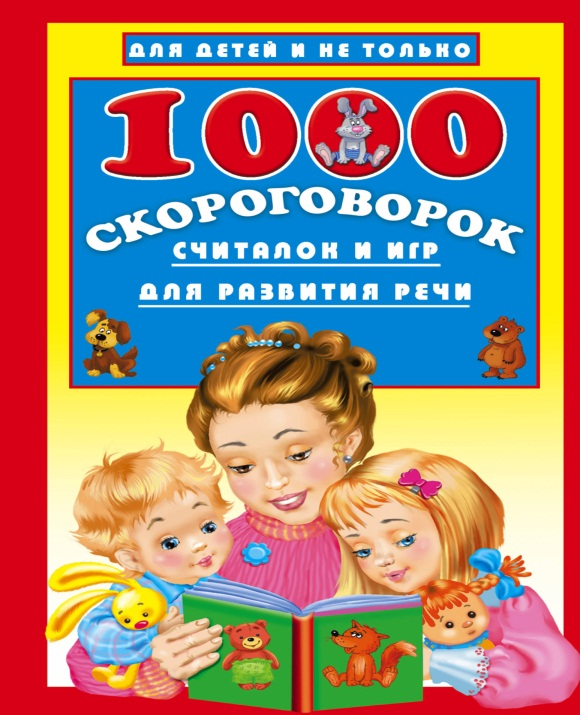 ДЛЯ ДЕТЕЙ И НЕ ТОЛЬКО
1000
СКОРОГОВОРОК
СЧИТАЛОК И ИГР
ДЛЯ РАЗВИТИЯ РЕЧИ